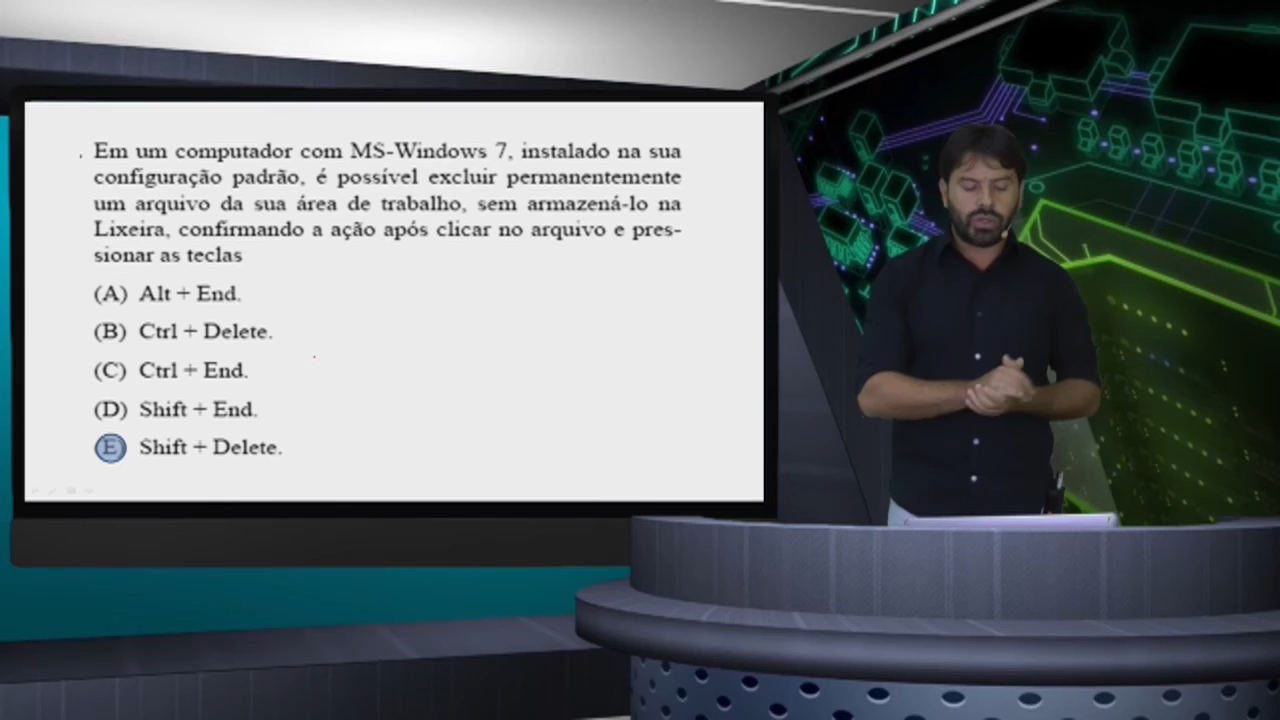 . Em um computador com MS-Windows 7, instalado na sua
configuração padrão, é possível excluir permanentemente
um arquivo da sua área de trabalho, sem armazená-lo na
Lixeira, confirmando a ação após clicar no arquivo e pres-
sionar as teclas
(A) Alt + End.
(B) Ctrl + Delete.
(C) Ctrl + End.
(D) Shift + End.
(E) Shift + Delete.